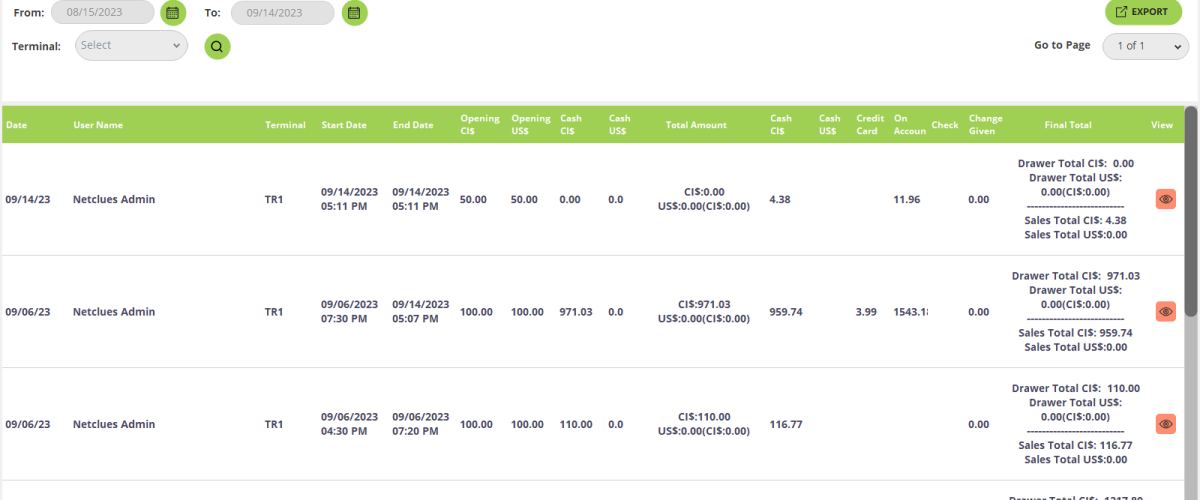 From: 08/15/2023 To: 09/14/2023 EXPORT
Terminal: Select Go to Page 1 of 1
Date User Name Terminal Start Date End Date Opening CI$ Opening US$ Cash CI$ Cash US$ Total Amount Cash CI$ Cash US$ Credit Card On Accoun Check Change Given Final Total View
09/14/23 Netclues Admin TR1 09/14/2023 05:11 PM 09/14/2023 05:11 PM 50.00 50.00 0.00 0.0 CI$:0.00 US$:0.00(CI$:0.00) 4.38 11.96 0.00
Drawer Total CI$: 0.00
Drawer Total US$:
0.00(CI$:0.00)
--------------------------
Sales Total CI$: 4.38
Sales Total US$:0.00
09/06/23 Netclues Admin TR1 09/06/2023 07:30 PM 09/14/2023 05:07 PM 100.00 100.00 971.03 0.0 CI$:971.03 US$:0.00(CI$:0.00) 959.74 3.99 1543.1 0.00
Drawer Total CI$: 971.03
Drawer Total US$:
0.00(CI$:0.00)
--------------------------
Sales Total CI$: 959.74
Sales Total US$:0.00
09/06/23 Netclues Admin TR1 09/06/2023 04:30 PM 09/06/2023 07:20 PM 100.00 100.00 110.00 0.0 CI$:110.00 US$:0.00(CI$:0.00) 116.77 0.00
Drawer Total CI$: 110.00
Drawer Total US$:
0.00(CI$:0.00)
--------------------------
Sales Total CI$: 116.77
Sales Total US$:0.00